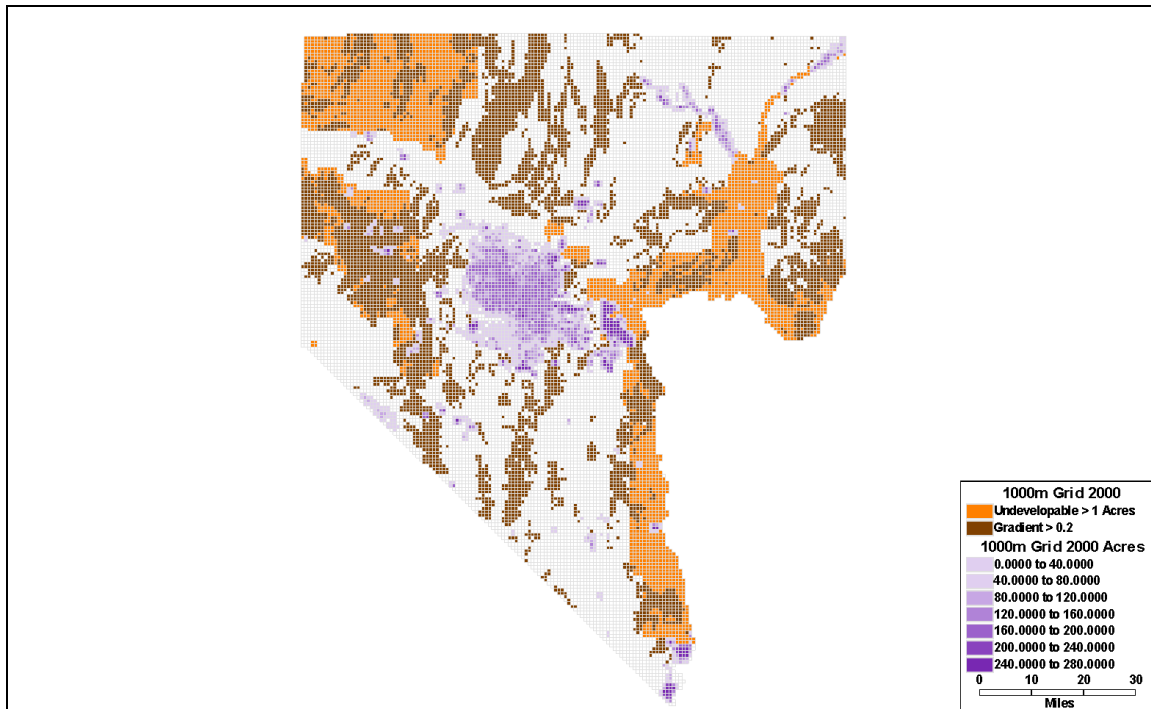 1000m Grid 2000
Undevelopable > 1 Acres
Gradient > 0.2
1000m Grid 2000 Acres
0.0000 to 40.0000
40.0000 to 80.0000
80.0000 to 120.0000
120.0000 to 160.0000
160.0000 to 200.0000
200.0000 to 240.0000
240.0000 to 280.0000
0 10 20 30
Miles